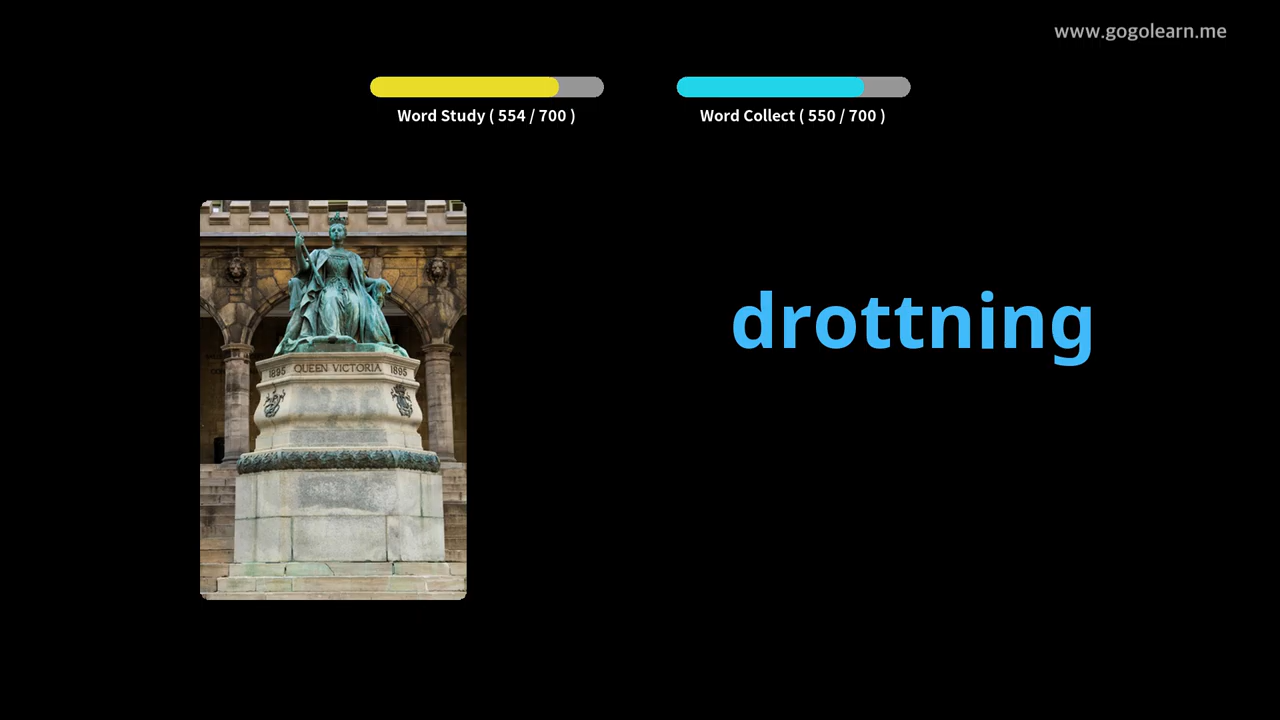 www.gogolearn.me
Word Study ( 554 / 700 )
Word Collect ( 550 / 700 )
drottning
1895 QUEEN VICTORIA 1895